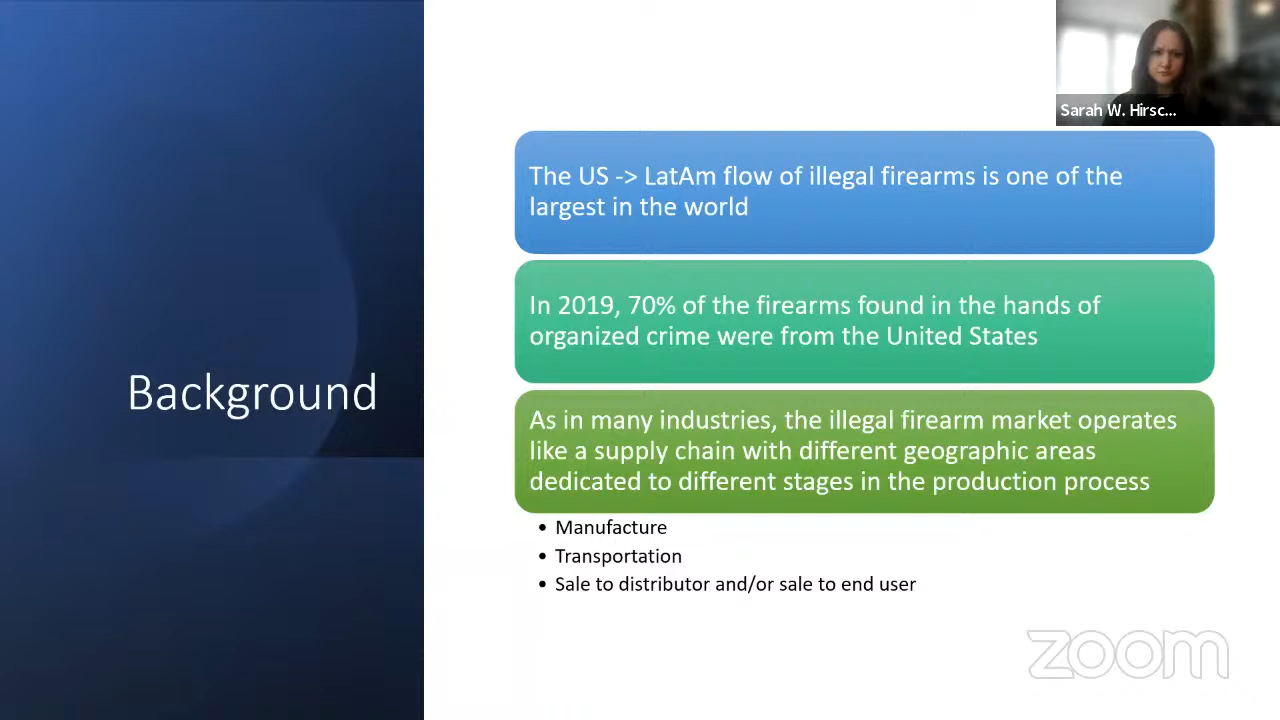 Sarah W. Hirsc...
The US -> LatAm flow of illegal firearms is one of the
largest in the world
In 2019, 70% of the firearms found in the hands of
organized crime were from the United States
Background
As in many industries, the illegal firearm market operates
like a supply chain with different geographic areas
dedicated to different stages in the production process
• Manufacture
• Transportation
• Sale to distributor and/or sale to end user
zoom